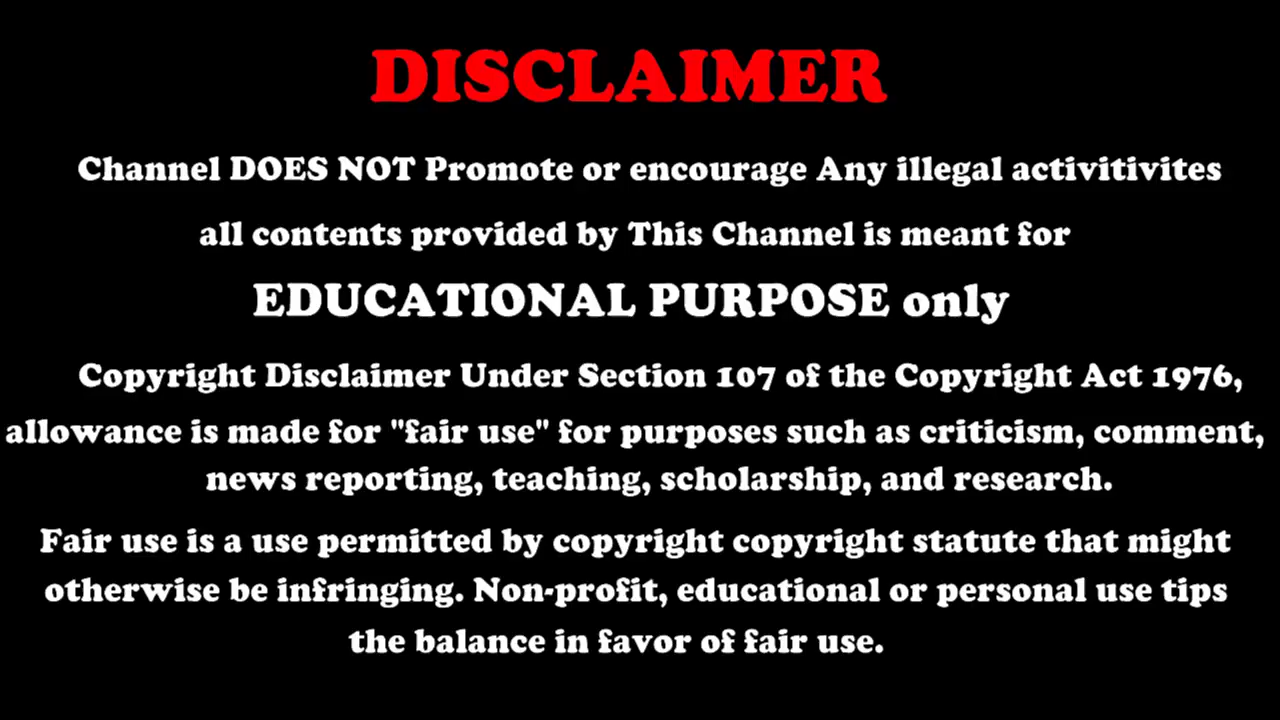 DISCLAIMER
Channel DOES NOT Promote or encourage Any illegal activitivites
all contents provided by This Channel is meant for
EDUCATIONAL PURPOSE only
Copyright Disclaimer Under Section 107 of the Copyright Act 1976,
allowance is made for "fair use" for purposes such as criticism, comment,
news reporting, teaching, scholarship, and research.
Fair use is a use permitted by copyright copyright statute that might
otherwise be infringing. Non-profit, educational or personal use tips
the balance in favor of fair use.